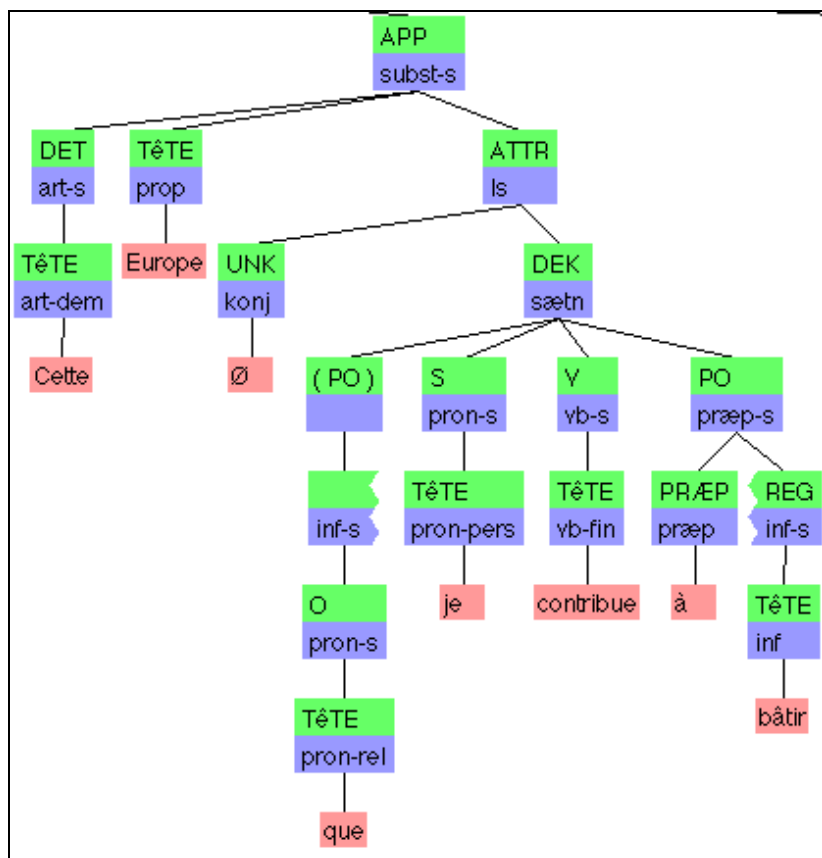 APP
subst-s
DET TêTE ATTR
art-s prop ls
TêTE Europe UNK DEK
art-dem konj sætn
Cette Ø (PO) S V PO
pron-s vb-s præp-s
TêTE TêTE PRÆP REG
inf-s pron-pers vb-fin præp inf-s
O je contribue à TêTE
pron-s inf
TêTE bâtir
pron-rel
que